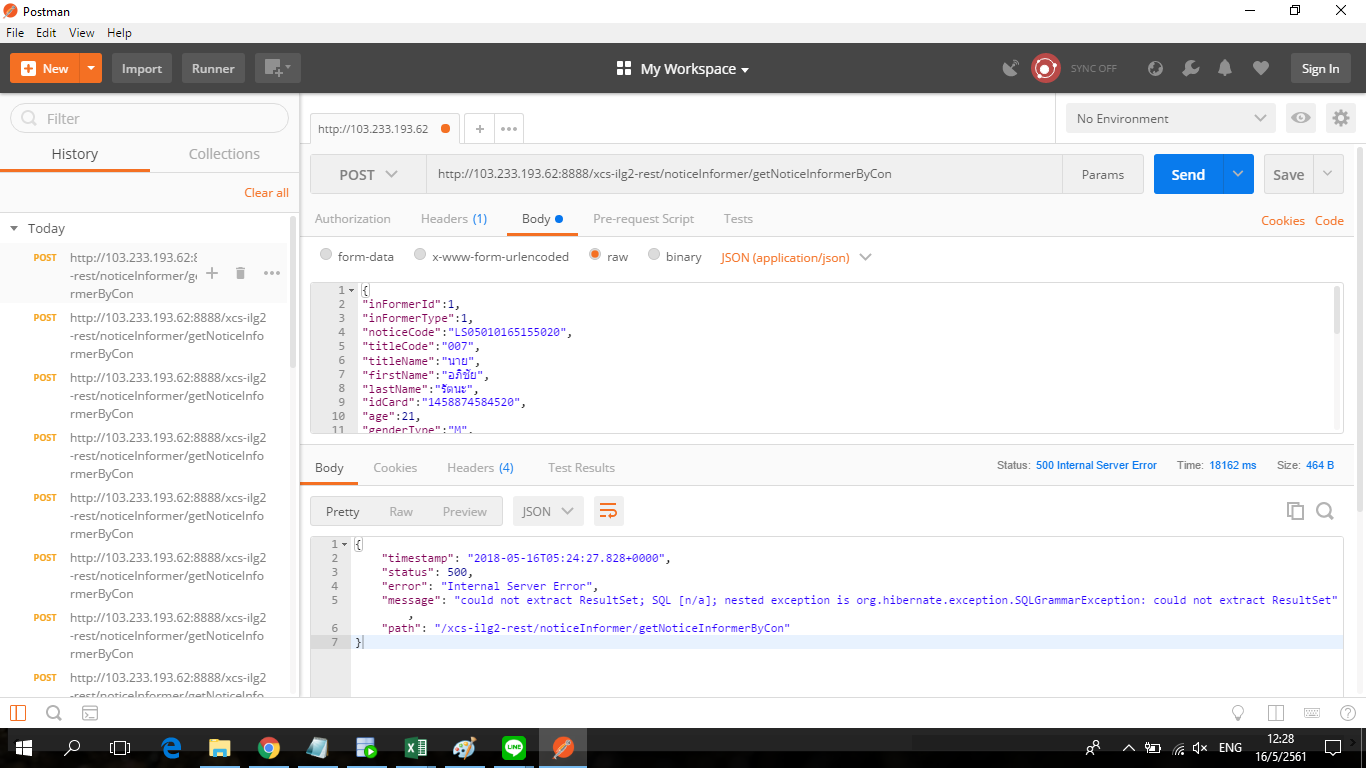 Postman
File Edit View Help
New Import Runner My Workspace SYNC OFF Sign In
Filter
http://103.233.193.62
No Environment
History Collections
Clear all
POST http://103.233.193.62:8888/xcs-ilg2-rest/noticeInformer/getNoticeInformerByCon Params Send Save
Authorization Headers (1) Body Pre-request Script Tests Cookies Code
form-data x-www-form-urlencoded raw binary JSON (application/json)
1 {
2 "inFormerId":1,
3 "inFormerType":1,
4 "noticeCode":"LS05010165155020",
5 "titleCode":"007",
6 "titleName":"นาย",
7 "firstName":"อภิชัย",
8 "lastName":"รัตนะ",
9 "idCard":"1458874584520",
10 "age":21,
11 "genderType":"M",
Today
POST http://103.233.193.62:8
-rest/noticeInformer/ge
rmerByCon
POST http://103.233.193.62:8888/xcs-ilg2
-rest/noticeInformer/getNoticeInfo
rmerByCon
POST http://103.233.193.62:8888/xcs-ilg2
-rest/noticeInformer/getNoticeInfo
rmerByCon
POST http://103.233.193.62:8888/xcs-ilg2
-rest/noticeInformer/getNoticeInfo
rmerByCon
POST http://103.233.193.62:8888/xcs-ilg2
-rest/noticeInformer/getNoticeInfo
rmerByCon
POST http://103.233.193.62:8888/xcs-ilg2
-rest/noticeInformer/getNoticeInfo
rmerByCon
POST http://103.233.193.62:8888/xcs-ilg2
-rest/noticeInformer/getNoticeInfo
rmerByCon
POST http://103.233.193.62:8888/xcs-ilg2
-rest/noticeInformer/getNoticeInfo
Body Cookies Headers (4) Test Results Status: 500 Internal Server Error Time: 18162 ms Size: 464 B
Pretty Raw Preview JSON
1 {
2 "timestamp": "2018-05-16T05:24:27.828+0000",
3 "status": 500,
4 "error": "Internal Server Error",
5 "message": "could not extract ResultSet; SQL [n/a]; nested exception is org.hibernate.exception.SQLGrammarException: could not extract ResultSet"
,
6 "path": "/xcs-ilg2-rest/noticeInformer/getNoticeInformerByCon"
7 }
LINE
ENG
12:28
16/5/2561